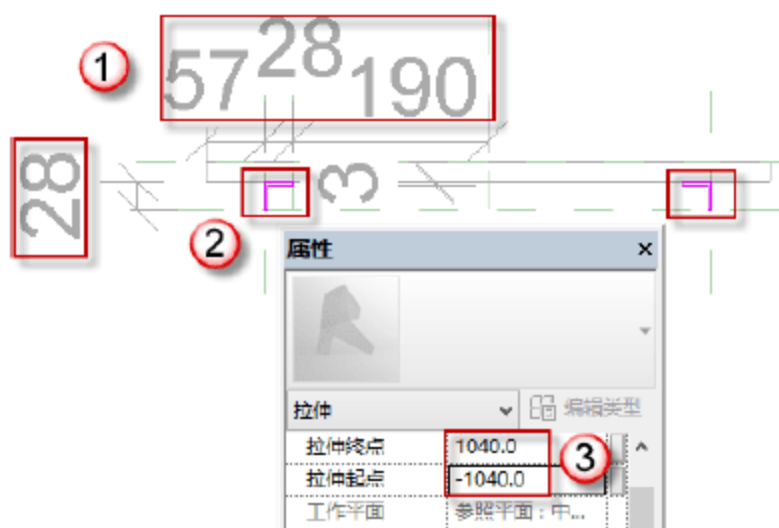 1
57 28 190
28
3
2
属性
拉伸
编辑类型
拉伸终点 1040.0
3
拉伸起点 -1040.0
工作平面 参照平面：中...